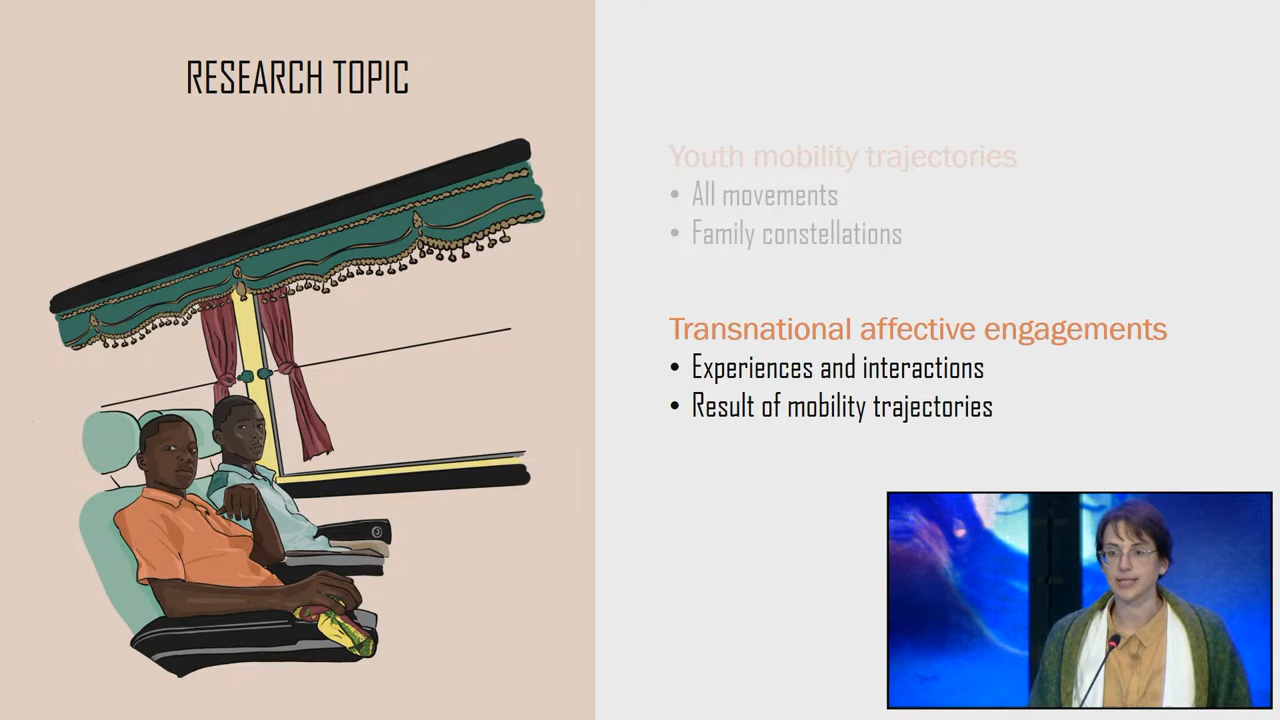 RESEARCH TOPIC
Youth mobility trajectories
• All movements
• Family constellations
Transnational affective engagements
• Experiences and interactions
• Result of mobility trajectories